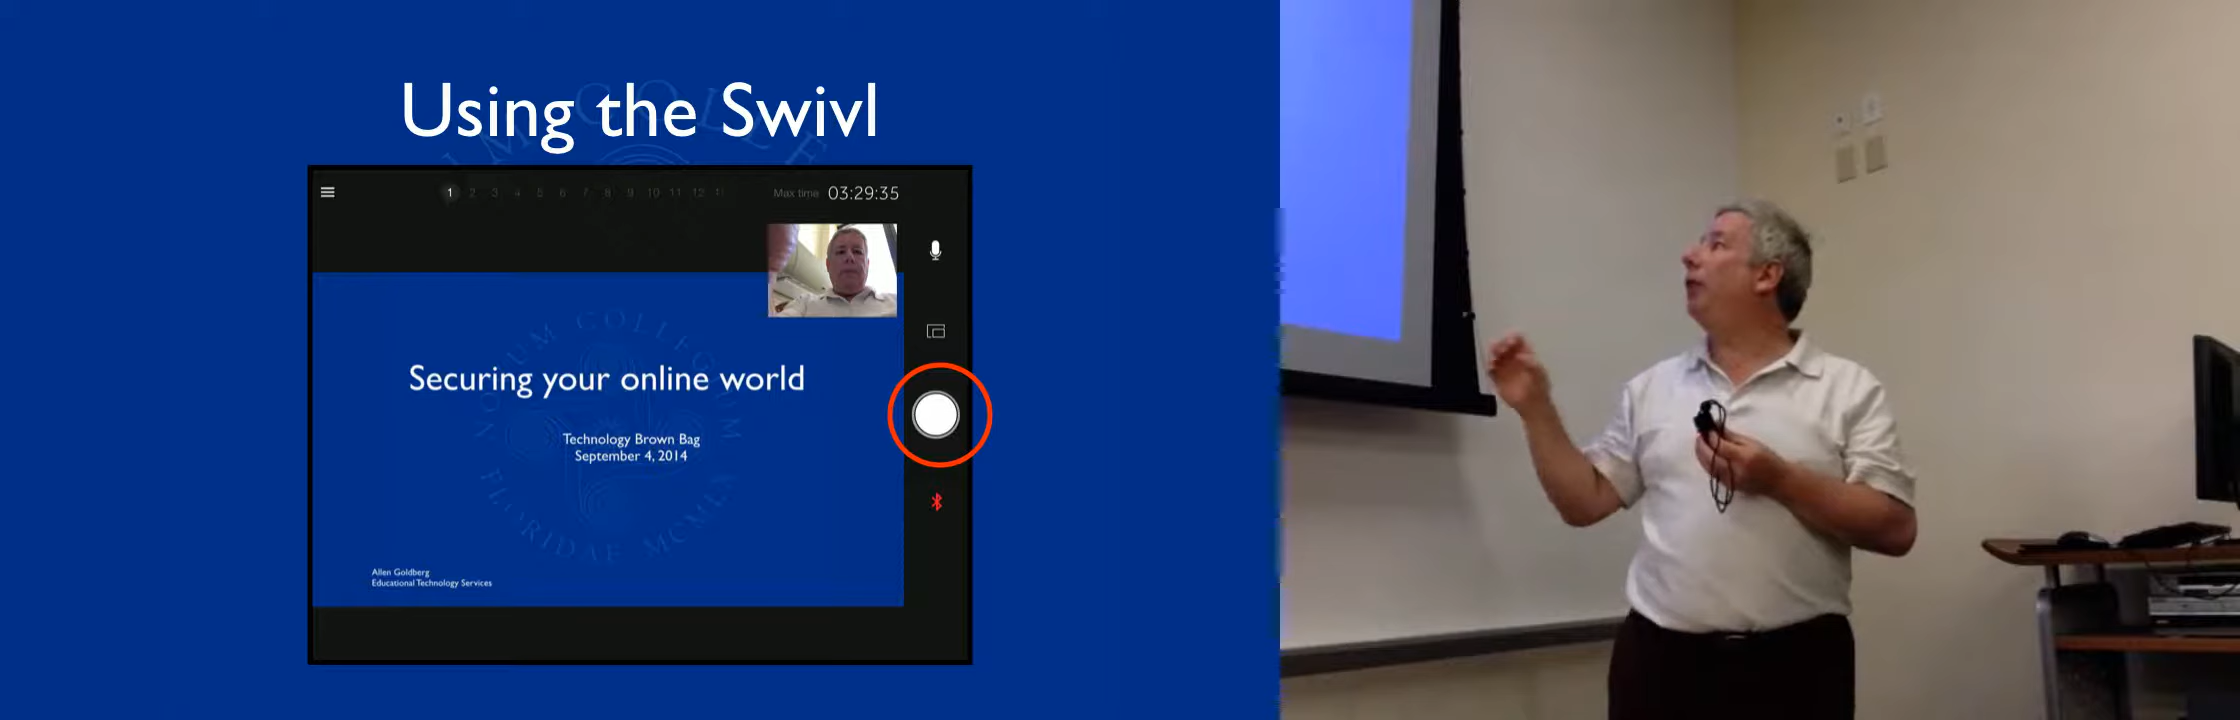 Using the Swivl
1 2 3 4 5 6 7 8 9 10 11 12
Max time 03:29:35
Securing your online world
Technology Brown Bag
September 4, 2014
Allen Goldberg
Educational Technology Services